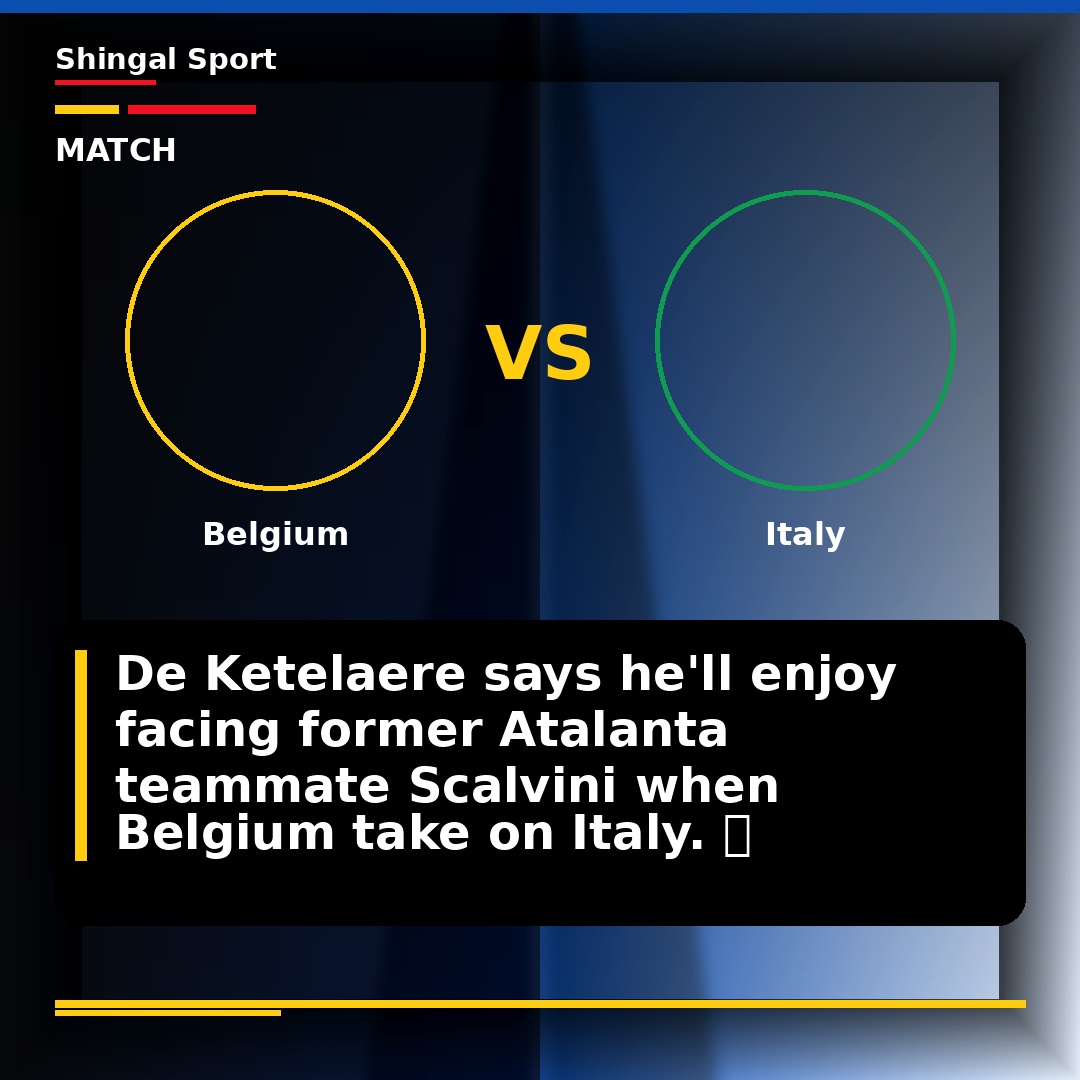 Shingal Sport
MATCH
VS
Belgium
Italy
De Ketelaere says he'll enjoy
facing former Atalanta
teammate Scalvini when
Belgium take on Italy.